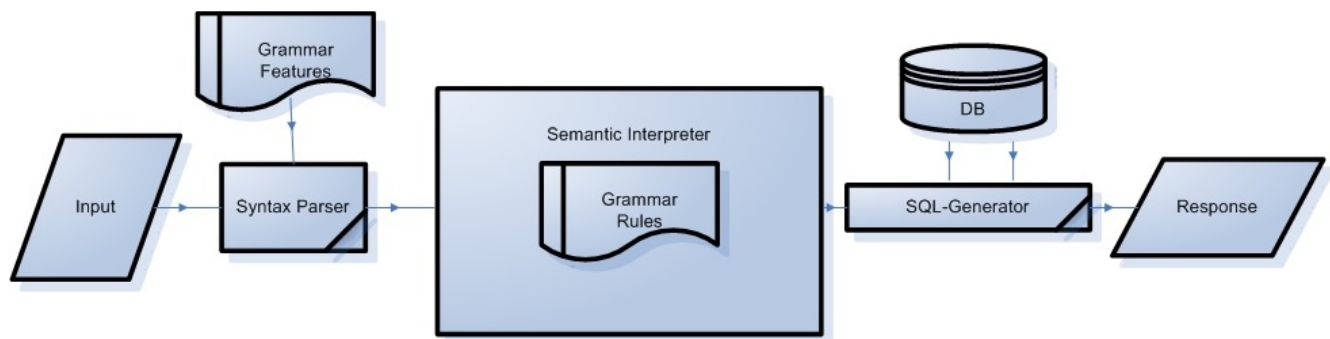 Grammar
Features
Input
Syntax Parser
Semantic Interpreter
Grammar
Rules
DB
SQL-Generator
Response